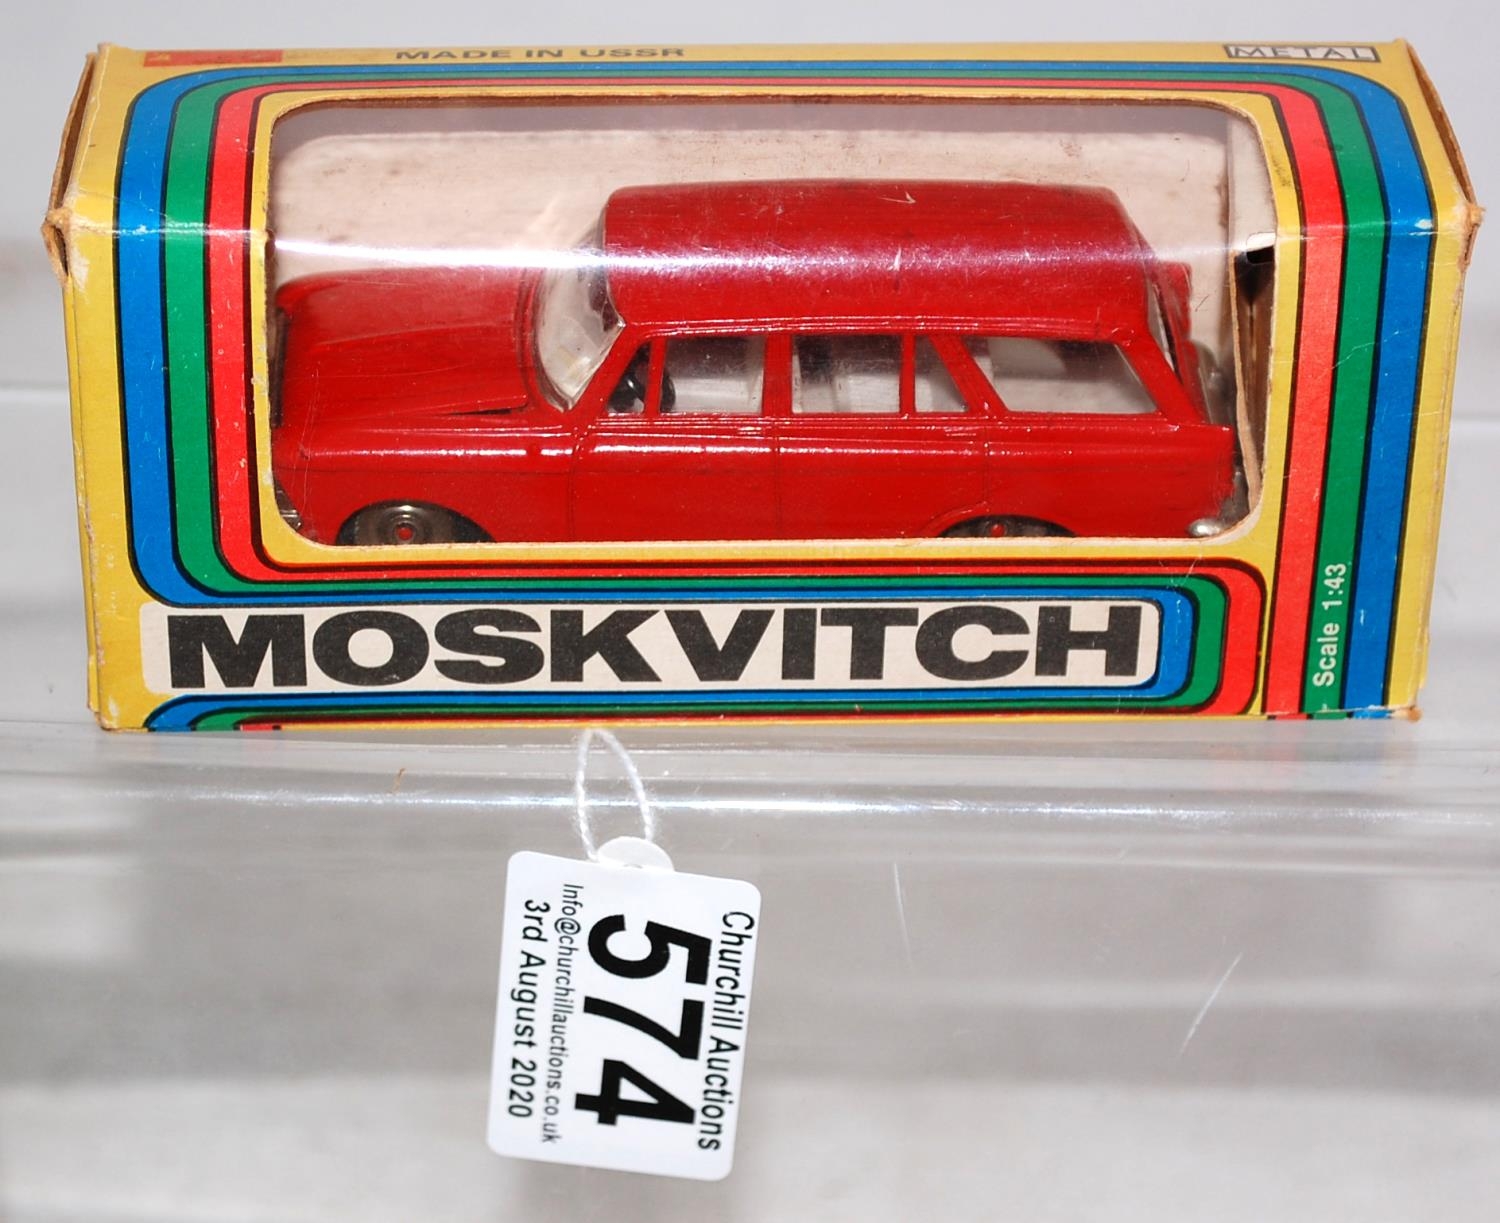 MADE IN USSR
METAL
MOSKVITCH
Scale 1:43
Churchill Auctions
574
Info@churchillauctions.co.uk
3rd August 2020